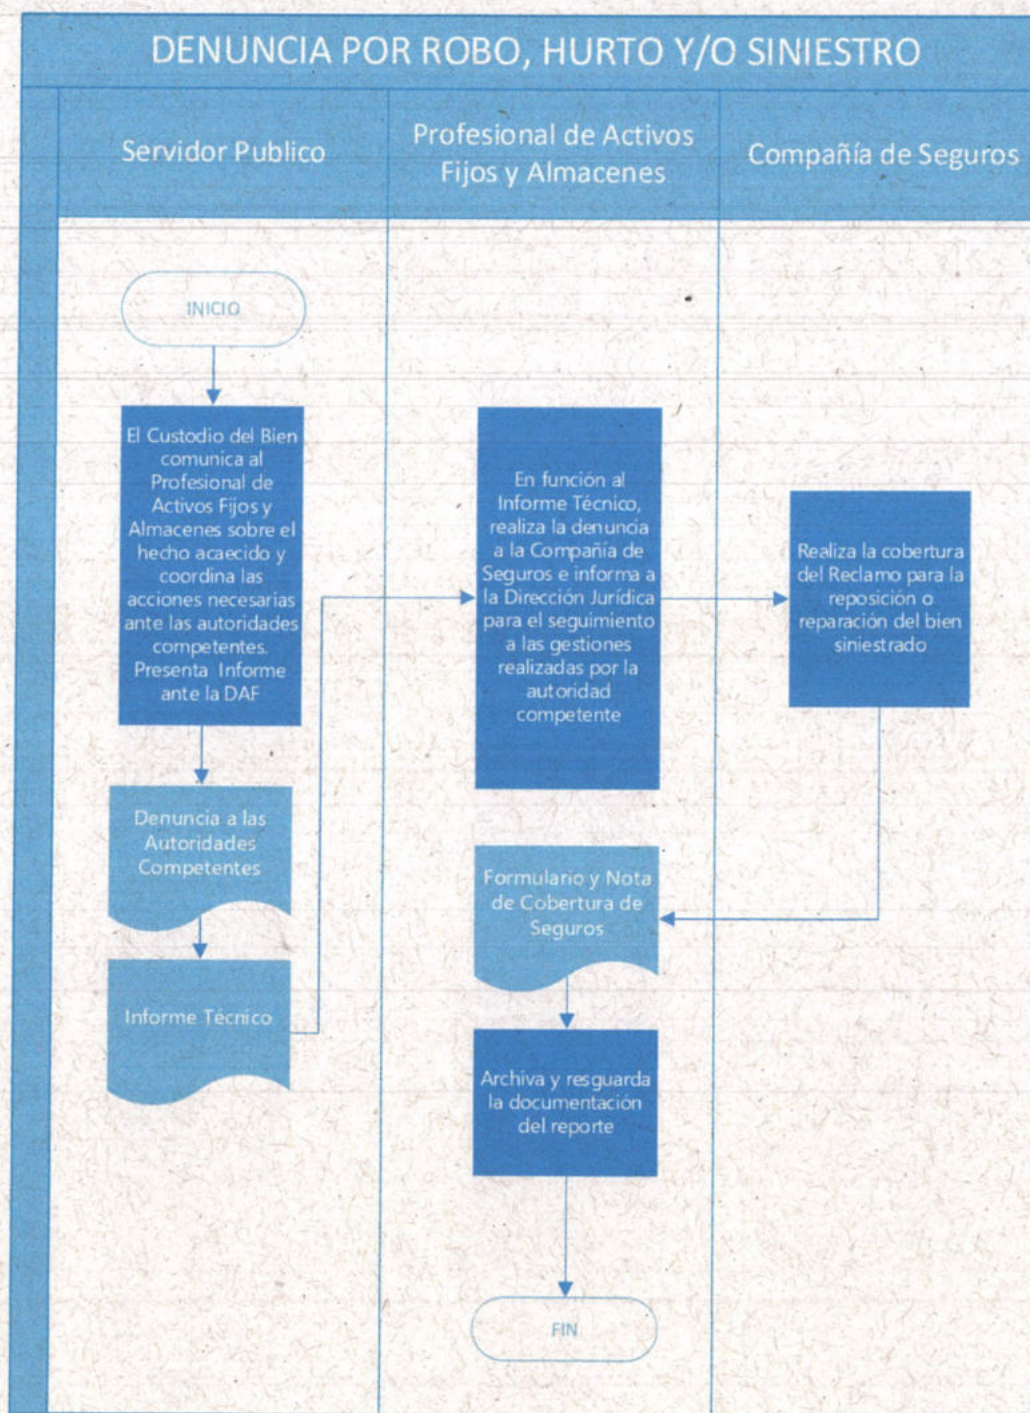 DENUNCIA POR ROBO, HURTO Y/O SINIESTRO
Servidor Publico
Profesional de Activos
Fijos y Almacenes
Compañía de Seguros
INICIO
El Custodio del Bien
comunica al
Profesional de
Activos Fijos y
Almacenes sobre el
hecho acaecido y
coordina las
acciones necesarias
ante las autoridades
competentes.
Presenta Informe
ante la DAF
Denuncia a las
Autoridades
Competentes
Informe Técnico
En función al
Informe Técnico,
realiza la denuncia
a la Compañía de
Seguros e informa a
la Dirección Jurídica
para el seguimiento
a las gestiones
realizadas por la
autoridad
competente
Realiza la cobertura
del Reclamo para la
reposición o
reparación del bien
siniestrado
Formulario y Nota
de Cobertura de
Seguros
Archiva y resguarda
la documentación
del reporte
FIN